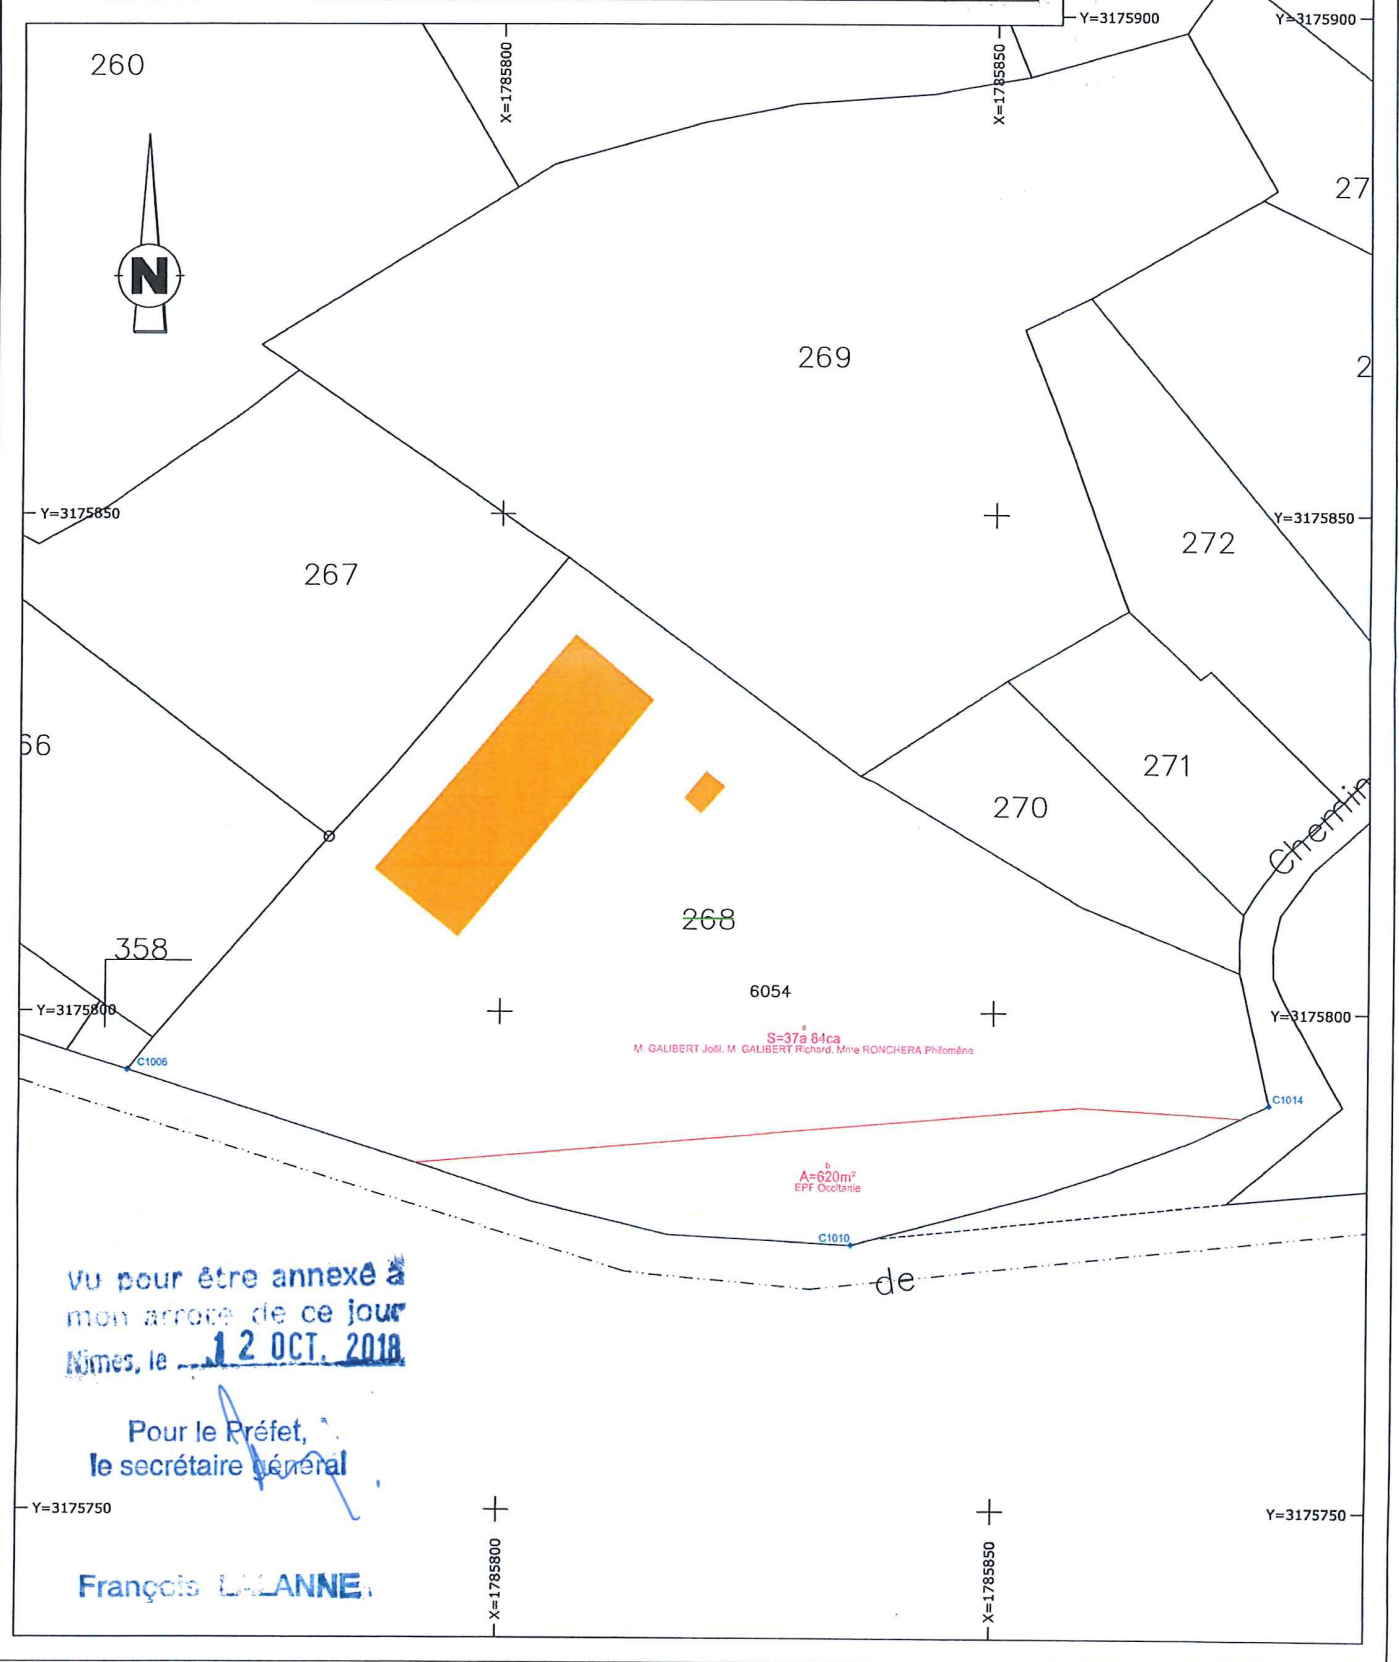 Y=3175900
Y=3175900
260
X=1785800
X=1785850
27
N
269
2
Y=3175850
Y=3175850
272
267
66
271
270
Chemin
268
358
6054
Y=3175800
Y=3175800
a
S=37a 84ca
M. GALIBERT Joël, M. GALIBERT Richard, Mme RONCHERA Philomène
C1006
C1014
b
A=620m²
EPF Occitanie
C1010
de
Vu pour être annexé à
mon arrêté de ce jour
Nîmes, le 12 OCT. 2018
Pour le Préfet,
le secrétaire général
Y=3175750
Y=3175750
X=1785800
X=1785850
François LALANNE